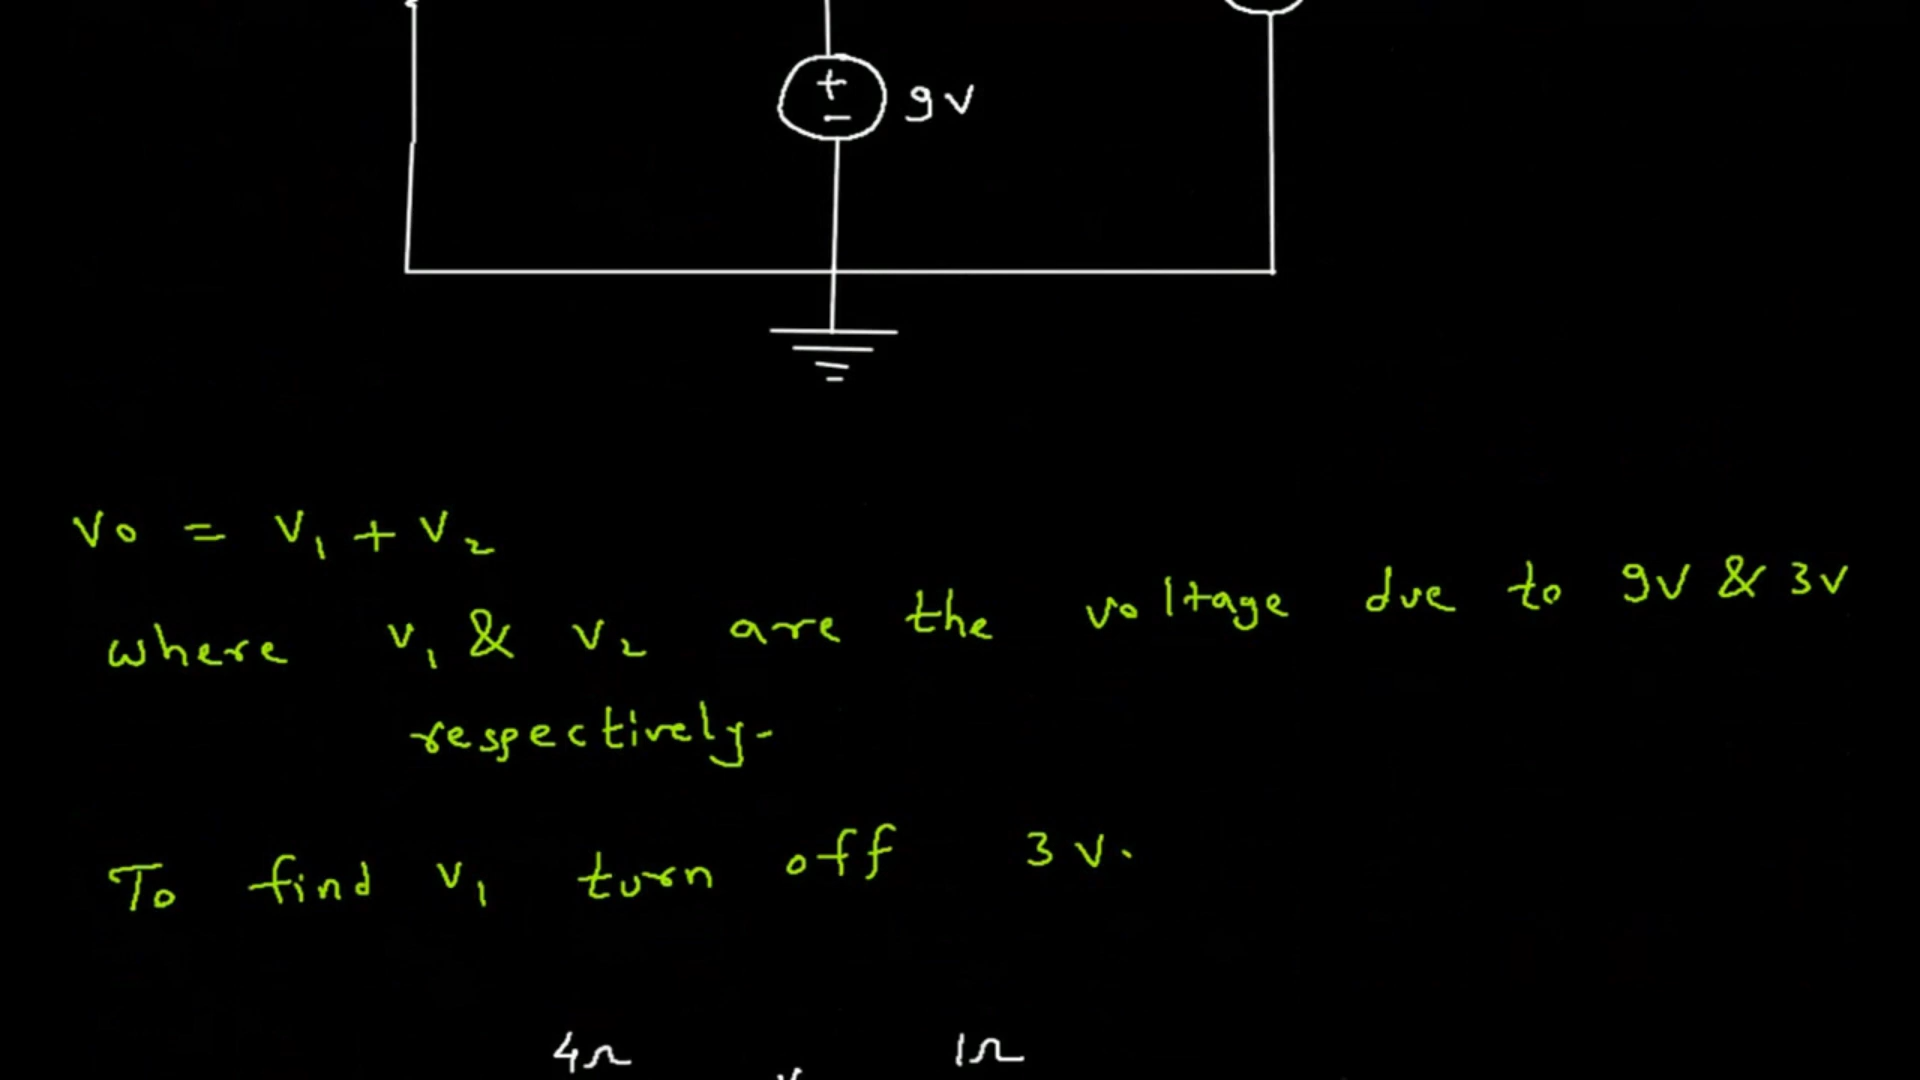 +
- 9V
Vo = V₁ + V₂
where V₁ & V₂ are the voltage due to 9V & 3V
respectively.
To find V₁ turn off 3V.
4Ω 1Ω